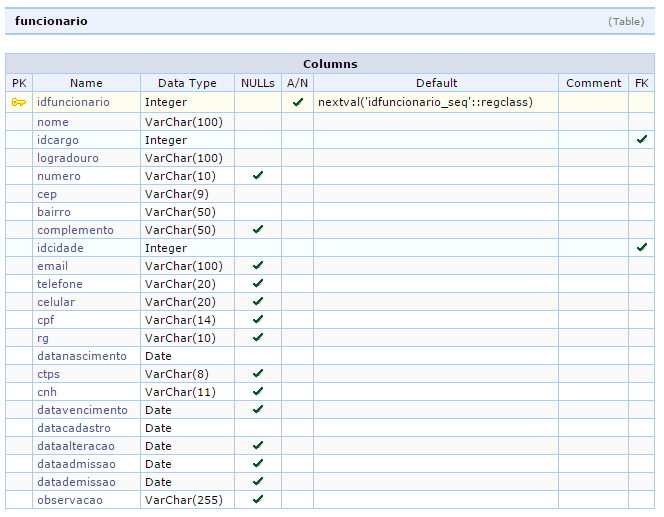 funcionario (Table)
Columns
PK Name Data Type NULLs A/N Default Comment FK
idfuncionario Integer ✔ nextval('idfuncionario_seq'::regclass)
nome VarChar(100)
idcargo Integer ✔
logradouro VarChar(100)
numero VarChar(10) ✔
cep VarChar(9)
bairro VarChar(50)
complemento VarChar(50) ✔
idcidade Integer ✔
email VarChar(100) ✔
telefone VarChar(20) ✔
celular VarChar(20) ✔
cpf VarChar(14) ✔
rg VarChar(10) ✔
datanascimento Date
ctps VarChar(8) ✔
cnh VarChar(11) ✔
datavencimento Date ✔
datacadastro Date
dataalteracao Date ✔
dataadmissao Date ✔
datademissao Date ✔
observacao VarChar(255) ✔